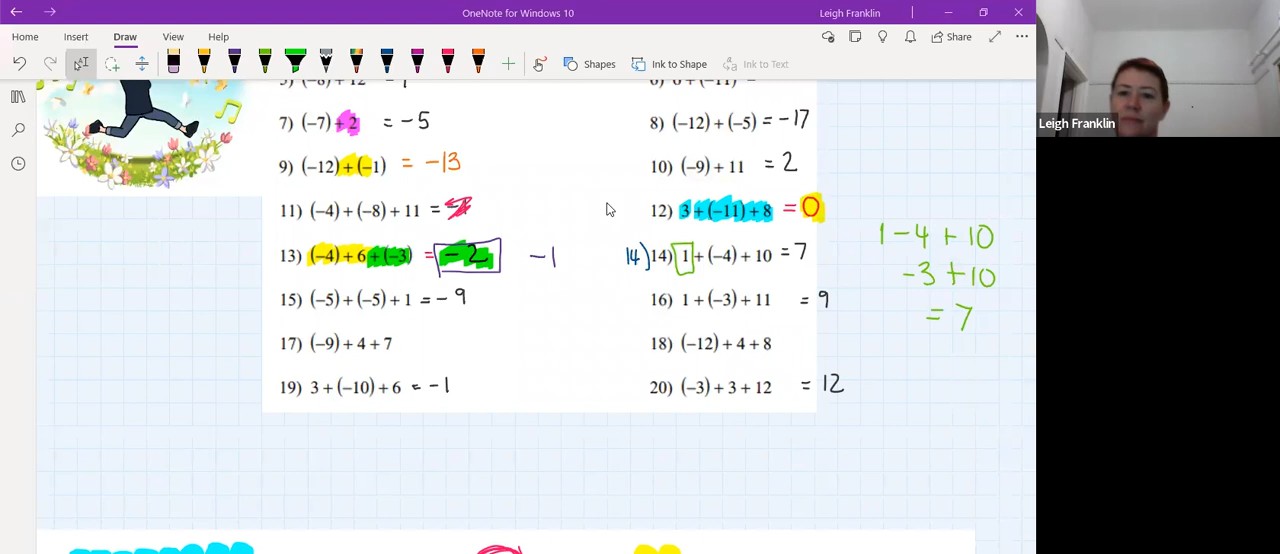 OneNote for Windows 10
Leigh Franklin
Home Insert Draw View Help
Share
Shapes Ink to Shape Ink to Text
7) (−7) + 2 = −5
8) (−12) + (−5) = −17
9) (−12) + (−1) = −13
10) (−9) + 11 = 2
11) (−4) + (−8) + 11 =
12) 3 + (−11) + 8 = 0
13) (−4) + 6 + (−3) = −2 −1
14) 14) 1 + (−4) + 10 = 7
15) (−5) + (−5) + 1 = −9
16) 1 + (−3) + 11 = 9
17) (−9) + 4 + 7
18) (−12) + 4 + 8
19) 3 + (−10) + 6 = −1
20) (−3) + 3 + 12 = 12
1 − 4 + 10
−3 + 10
= 7
Leigh Franklin